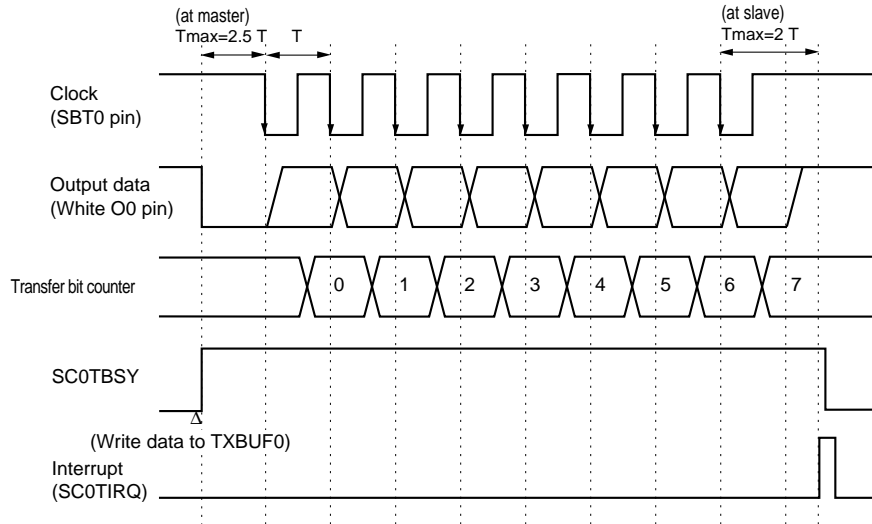 (at master)
Tmax=2.5 T
T
(at slave)
Tmax=2 T
Clock
(SBT0 pin)
Output data
(White O0 pin)
Transfer bit counter
0 1 2 3 4 5 6 7
SC0TBSY
Δ
(Write data to TXBUF0)
Interrupt
(SC0TIRQ)